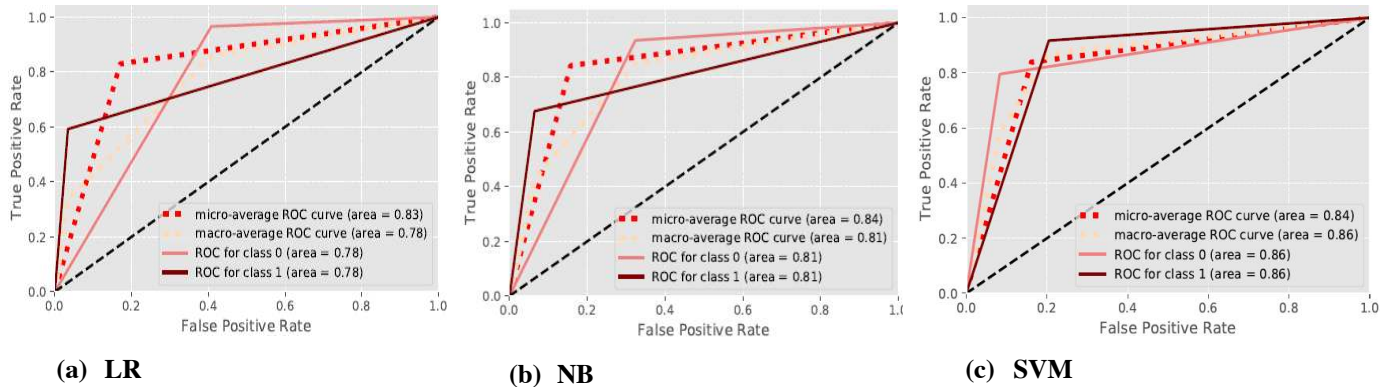 True Positive Rate
1.0
0.8
0.6
0.4
0.2
0.0
micro-average ROC curve (area = 0.83)
macro-average ROC curve (area = 0.78)
ROC for class 0 (area = 0.78)
ROC for class 1 (area = 0.78)
0.0 0.2 0.4 0.6 0.8 1.0
False Positive Rate
(a) LR
True Positive Rate
1.0
0.8
0.6
0.4
0.2
0.0
micro-average ROC curve (area = 0.84)
macro-average ROC curve (area = 0.81)
ROC for class 0 (area = 0.81)
ROC for class 1 (area = 0.81)
0.0 0.2 0.4 0.6 0.8 1.0
False Positive Rate
(b) NB
True Positive Rate
1.0
0.8
0.6
0.4
0.2
0.0
micro-average ROC curve (area = 0.84)
macro-average ROC curve (area = 0.86)
ROC for class 0 (area = 0.86)
ROC for class 1 (area = 0.86)
0.0 0.2 0.4 0.6 0.8 1.0
False Positive Rate
(c) SVM